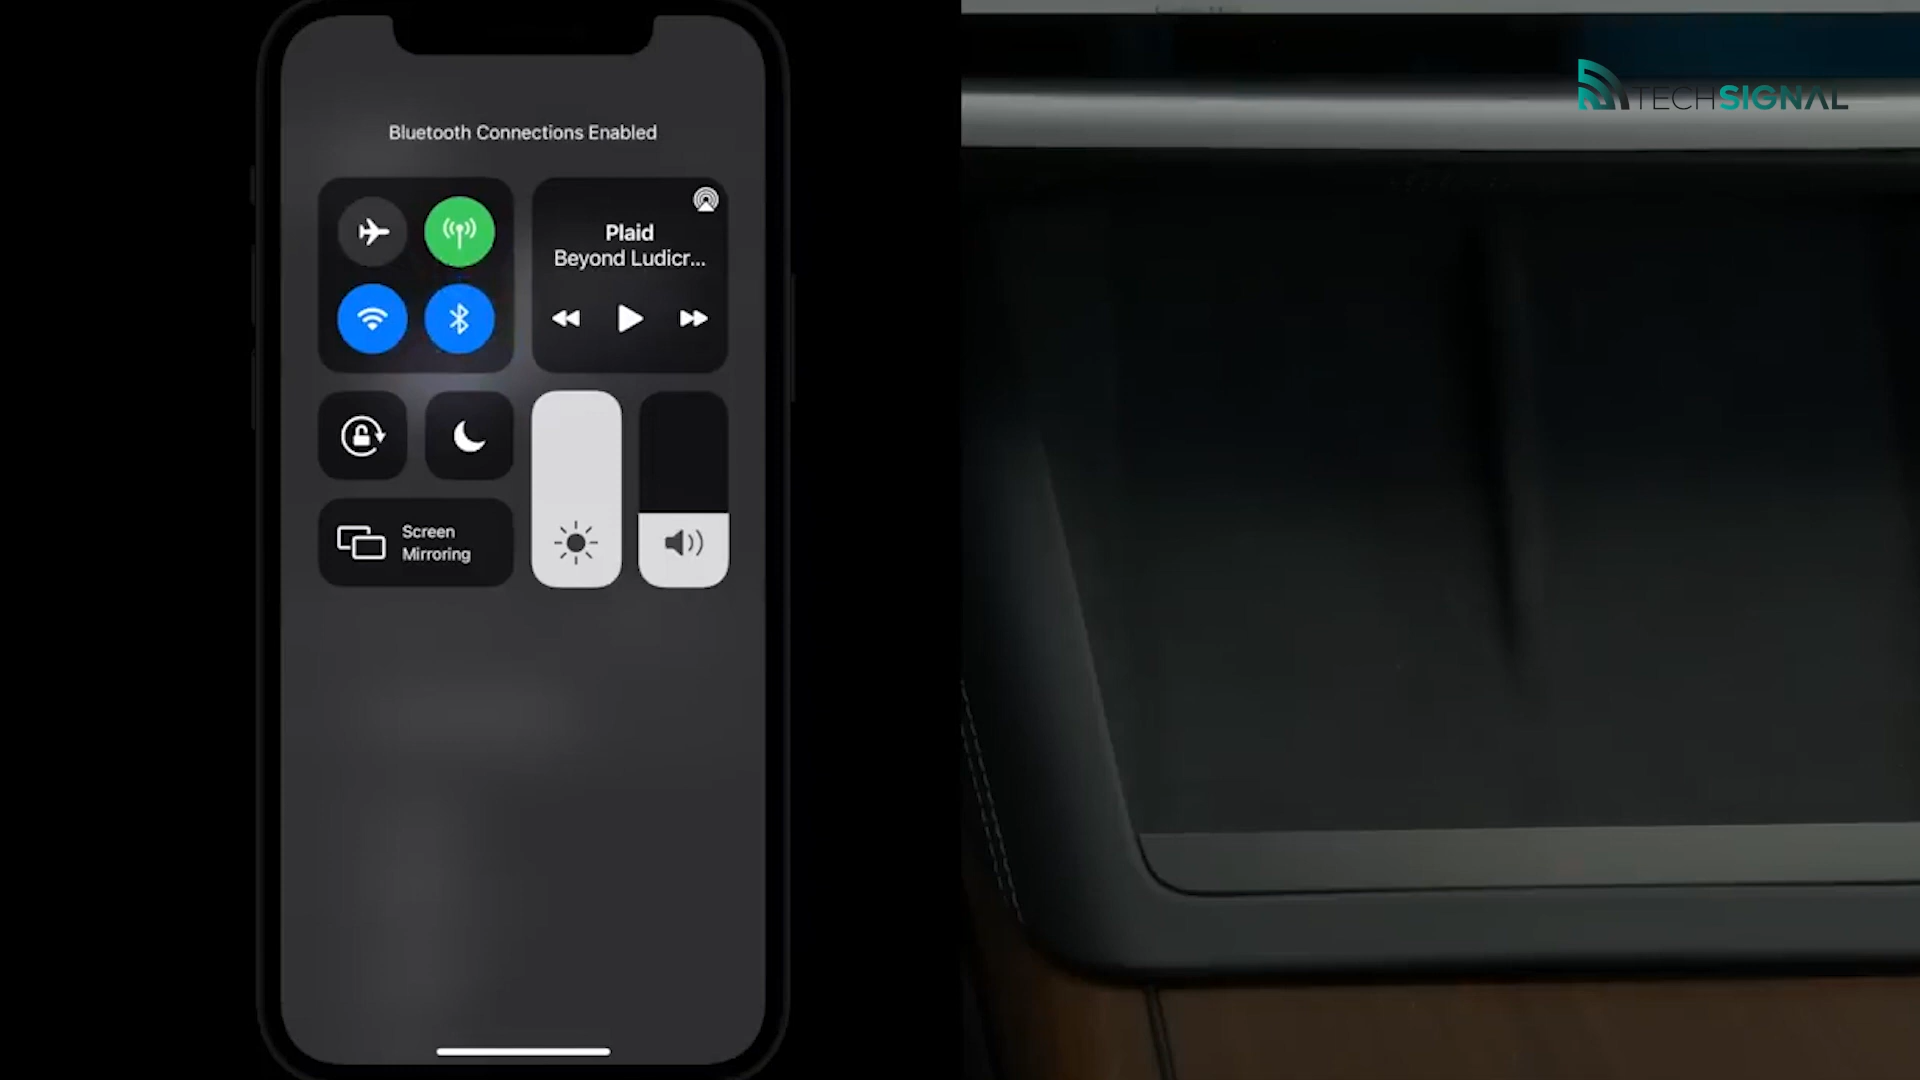 Bluetooth Connections Enabled
Plaid
Beyond Ludicr...
Screen
Mirroring
TECHSIGNAL